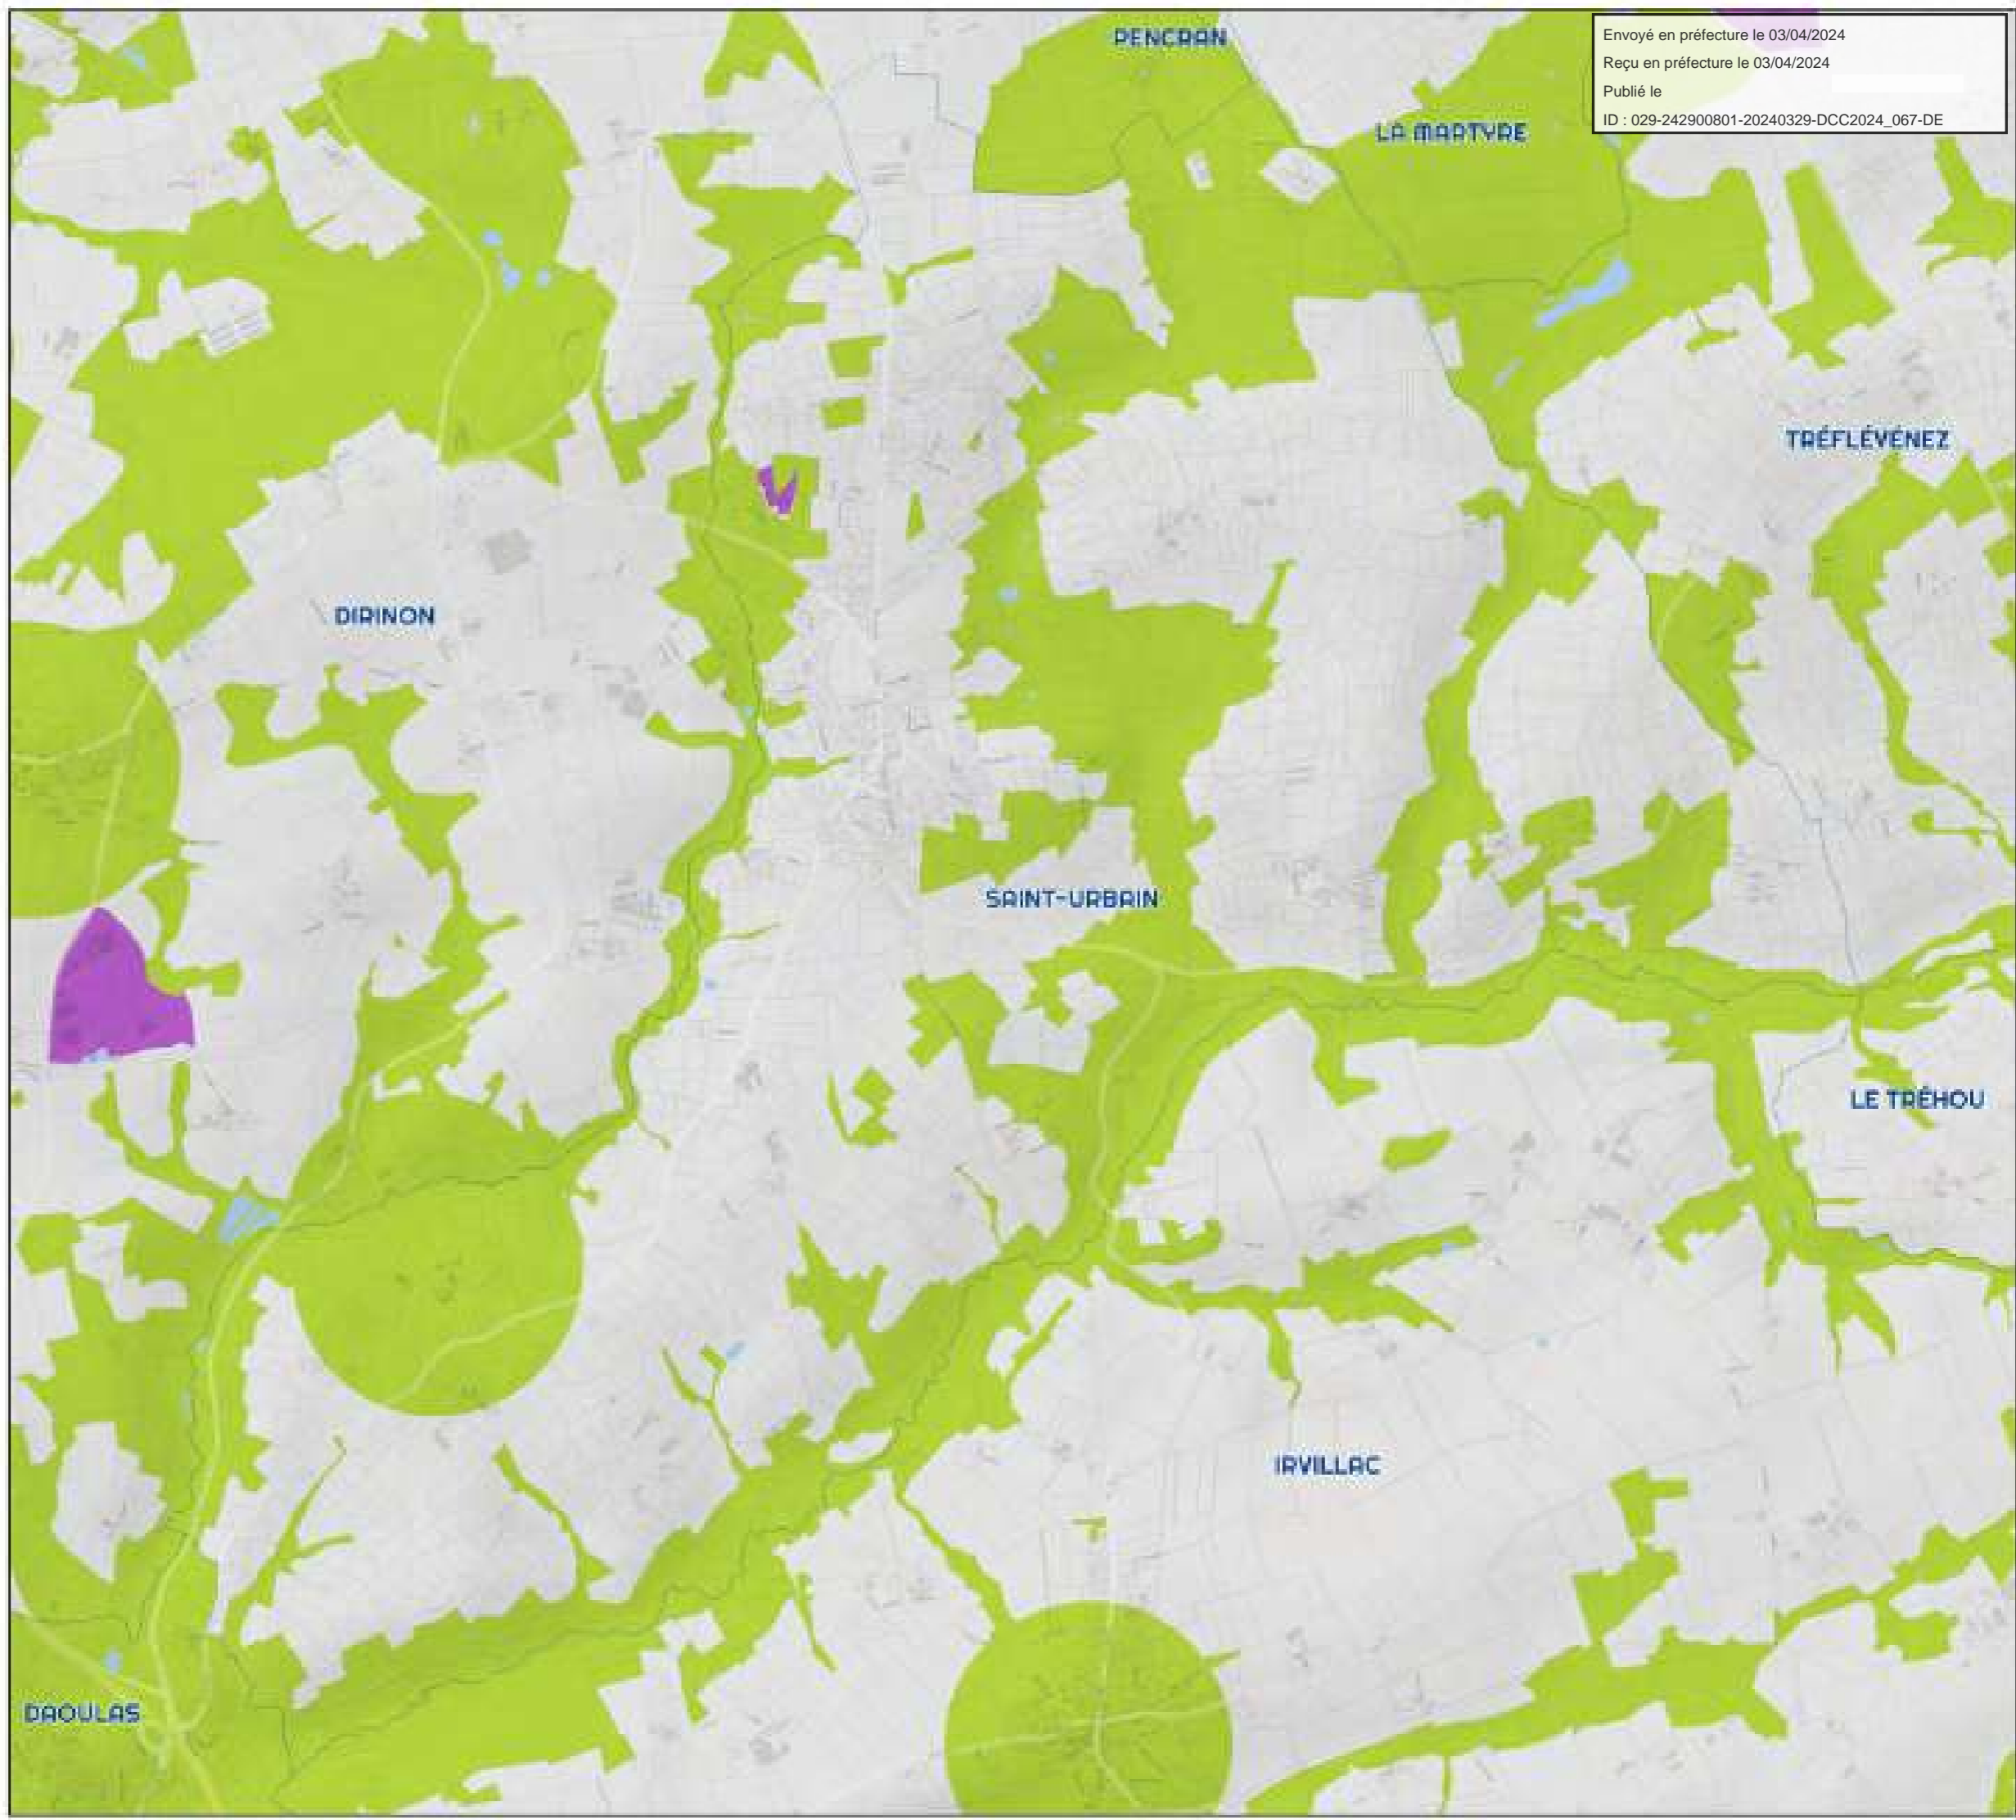 PENCRAN
Envoyé en préfecture le 03/04/2024
Reçu en préfecture le 03/04/2024
Publié le
ID : 029-242900801-20240329-DCC2024_067-DE
LA MARTYRE
TRÉFLÉVÉNEZ
DIRINON
SAINT-URBAIN
LE TRÉHOU
IRVILLAC
DAOULAS